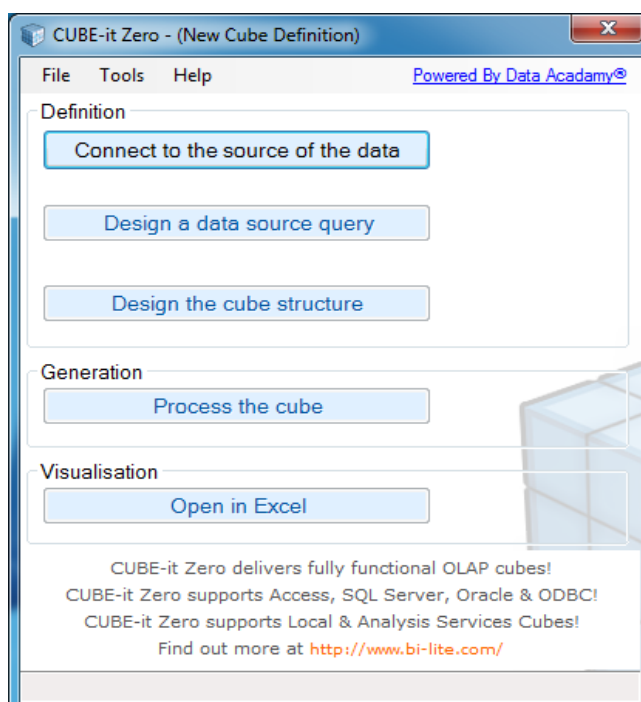 CUBE-it Zero - (New Cube Definition)
File Tools Help Powered By Data Acadamy®
Definition
Connect to the source of the data
Design a data source query
Design the cube structure
Generation
Process the cube
Visualisation
Open in Excel
CUBE-it Zero delivers fully functional OLAP cubes!
CUBE-it Zero supports Access, SQL Server, Oracle & ODBC!
CUBE-it Zero supports Local & Analysis Services Cubes!
Find out more at http://www.bi-lite.com/